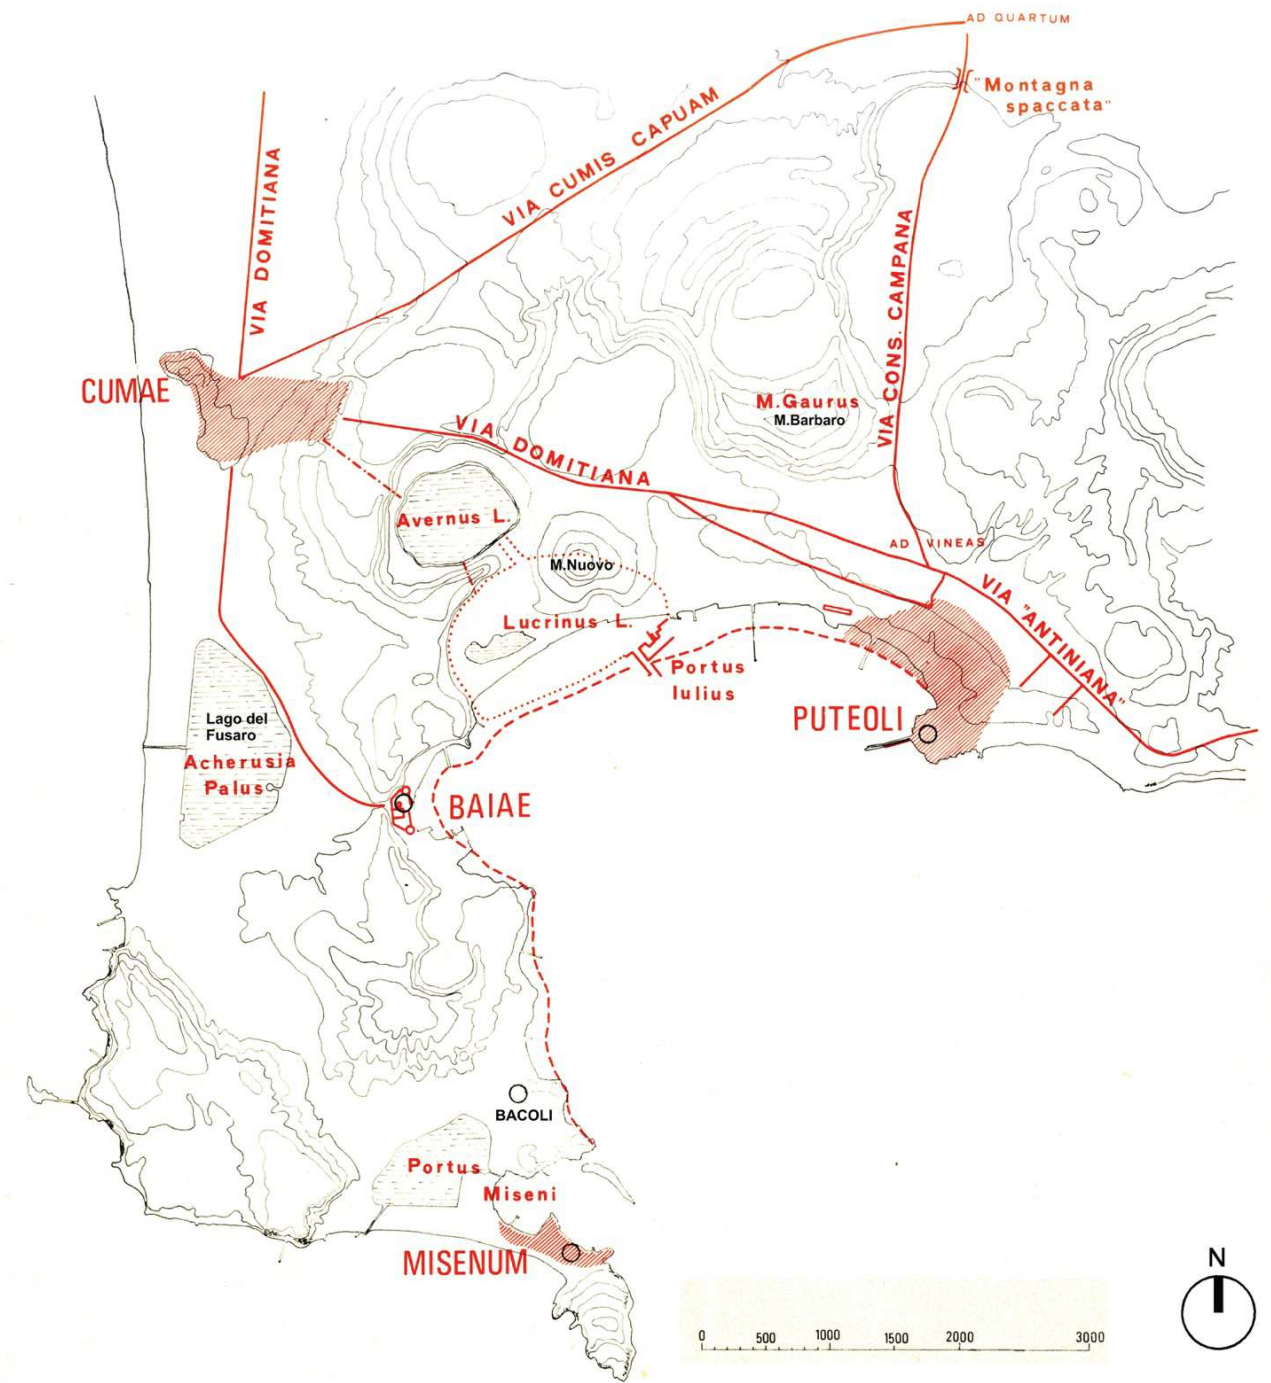 AD QUARTUM
"Montagna
spaccata"
VIA CUMIS CAPUAM
VIA DOMITIANA
VIA CONS. CAMPANA
CUMAE
M.Gaurus
M.Barbaro
VIA DOMITIANA
Avernus L.
AD VINEAS
M.Nuovo
VIA "ANTINIANA"
Lucrinus L.
Portus
Iulius
PUTEOLI
Lago del
Fusaro
Acherusia
Palus
BAIAE
BACOLI
Portus
Miseni
MISENUM
N
0 500 1000 1500 2000 3000